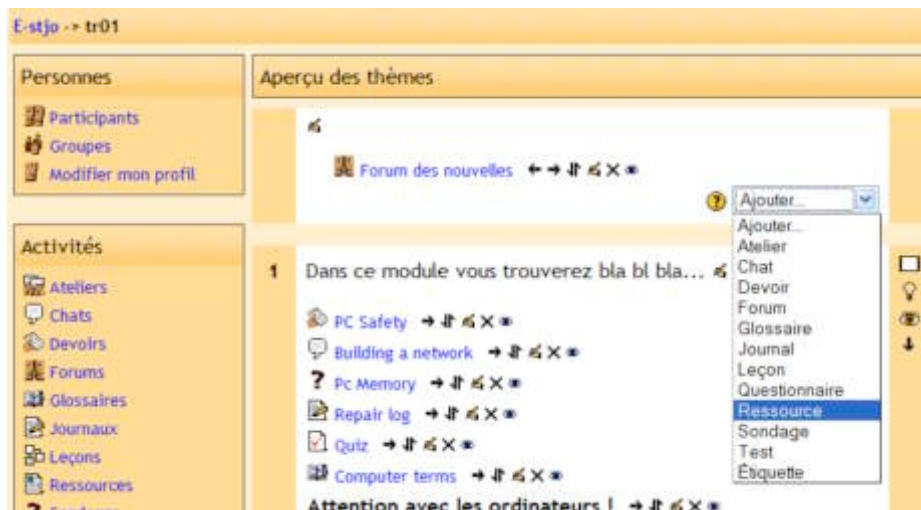 E-stjo -> tr01
Personnes
Participants
Groupes
Modifier mon profil
Activités
Ateliers
Chats
Devoirs
Forums
Glossaires
Journaux
Leçons
Ressources
Aperçu des thèmes
Forum des nouvelles
Ajouter...
Ajouter...
Atelier
Chat
Devoir
Forum
Glossaire
Journal
Leçon
Questionnaire
Ressource
Sondage
Test
Étiquette
1 Dans ce module vous trouverez bla bl bla...
PC Safety
Building a network
Pc Memory
Repair log
Quiz
Computer terms
Attention avec les ordinateurs !